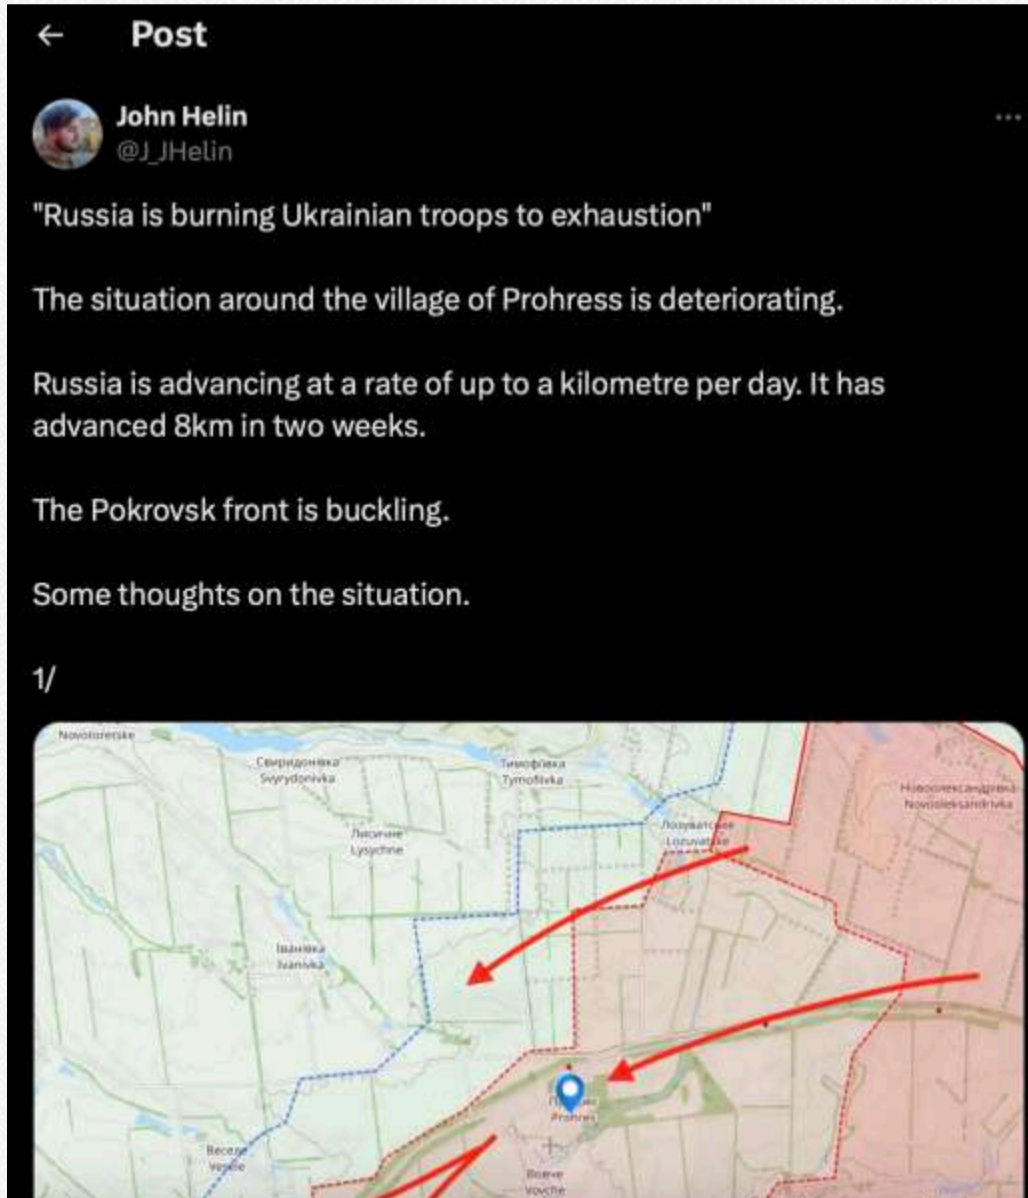 Post
John Helin
@J_JHelin
"Russia is burning Ukrainian troops to exhaustion"
The situation around the village of Prohress is deteriorating.
Russia is advancing at a rate of up to a kilometre per day. It has
advanced 8km in two weeks.
The Pokrovsk front is buckling.
Some thoughts on the situation.
1/
Novotoretske
Свиридонівка
Svyrydonivka
Тимофіївка
Tymofiivka
Новоолександрівка
Novooleksandrivka
Лозуватське
Lozuvatske
Лисичне
Lysychne
Іванівка
Ivanivka
Prohres
Веселе
Vesele
Вовче
Vovche